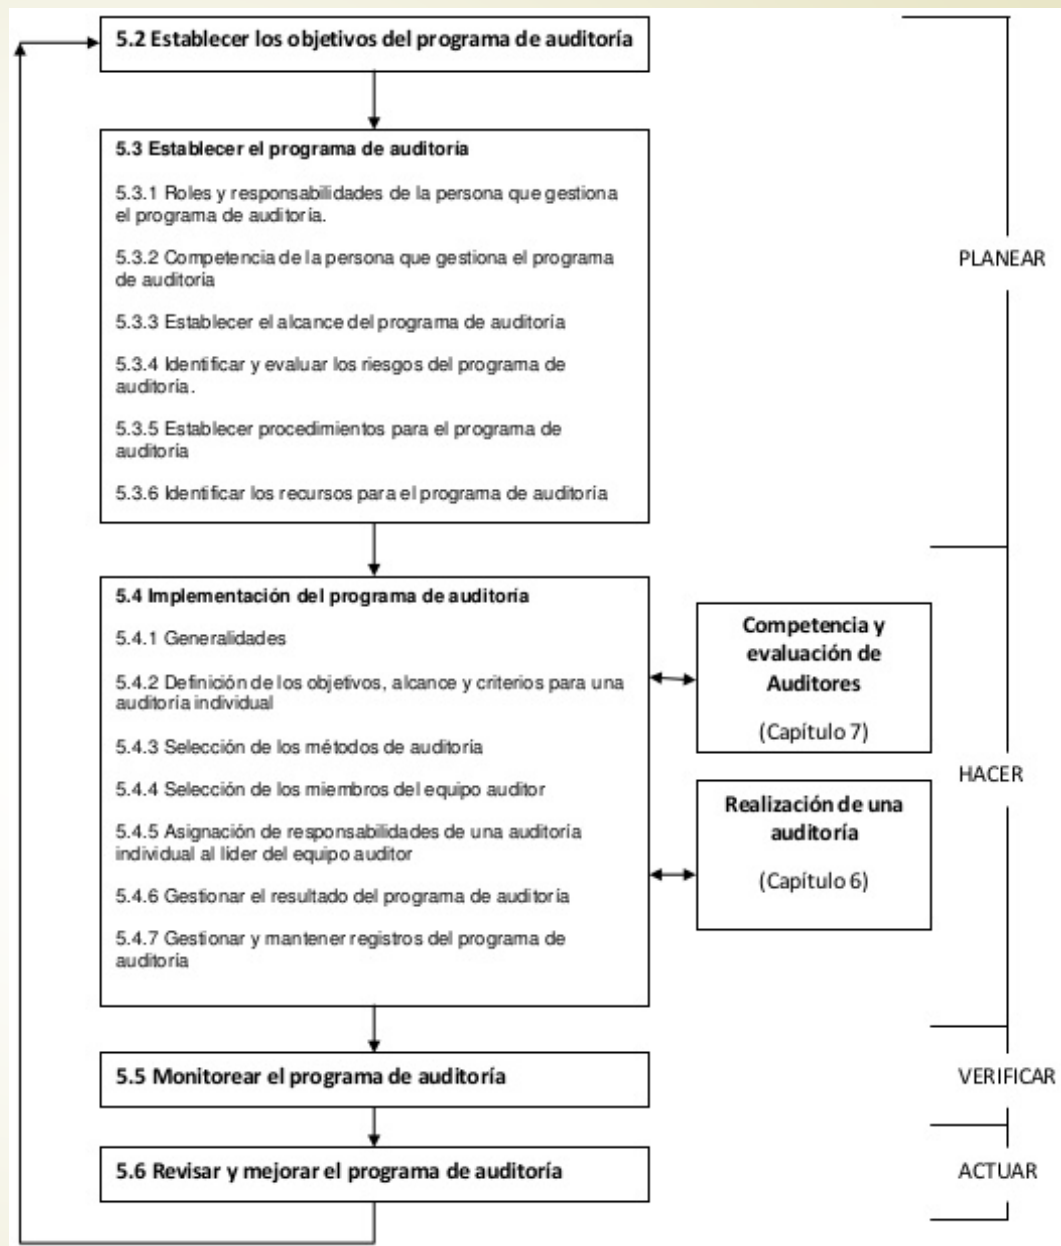 5.2 Establecer los objetivos del programa de auditoría
5.3 Establecer el programa de auditoría
5.3.1 Roles y responsabilidades de la persona que gestiona
el programa de auditoría.
5.3.2 Competencia de la persona que gestiona el programa
de auditoría
5.3.3 Establecer el alcance del programa de auditoría
5.3.4 Identificar y evaluar los riesgos del programa de
auditoría.
5.3.5 Establecer procedimientos para el programa de
auditoría
5.3.6 Identificar los recursos para el programa de auditoría
PLANEAR
5.4 Implementación del programa de auditoría
5.4.1 Generalidades
5.4.2 Definición de los objetivos, alcance y criterios para una
auditoría individual
5.4.3 Selección de los métodos de auditoría
5.4.4 Selección de los miembros del equipo auditor
5.4.5 Asignación de responsabilidades de una auditoría
individual al líder del equipo auditor
5.4.6 Gestionar el resultado del programa de auditoría
5.4.7 Gestionar y mantener registros del programa de
auditoría
Competencia y
evaluación de
Auditores
(Capítulo 7)
Realización de una
auditoría
(Capítulo 6)
HACER
5.5 Monitorear el programa de auditoría
VERIFICAR
5.6 Revisar y mejorar el programa de auditoría
ACTUAR